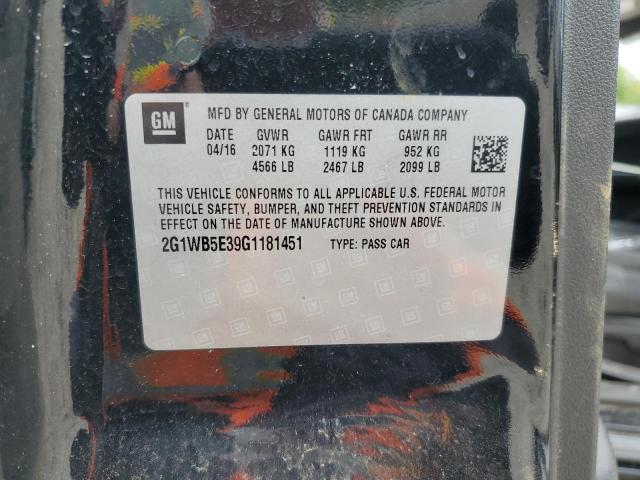 GM
MFD BY GENERAL MOTORS OF CANADA COMPANY
DATE GVWR GAWR FRT GAWR RR
04/16 2071 KG 1119 KG 952 KG
4566 LB 2467 LB 2099 LB
THIS VEHICLE CONFORMS TO ALL APPLICABLE U.S. FEDERAL MOTOR
VEHICLE SAFETY, BUMPER, AND THEFT PREVENTION STANDARDS IN
EFFECT ON THE DATE OF MANUFACTURE SHOWN ABOVE.
2G1WB5E39G1181451 TYPE: PASS CAR